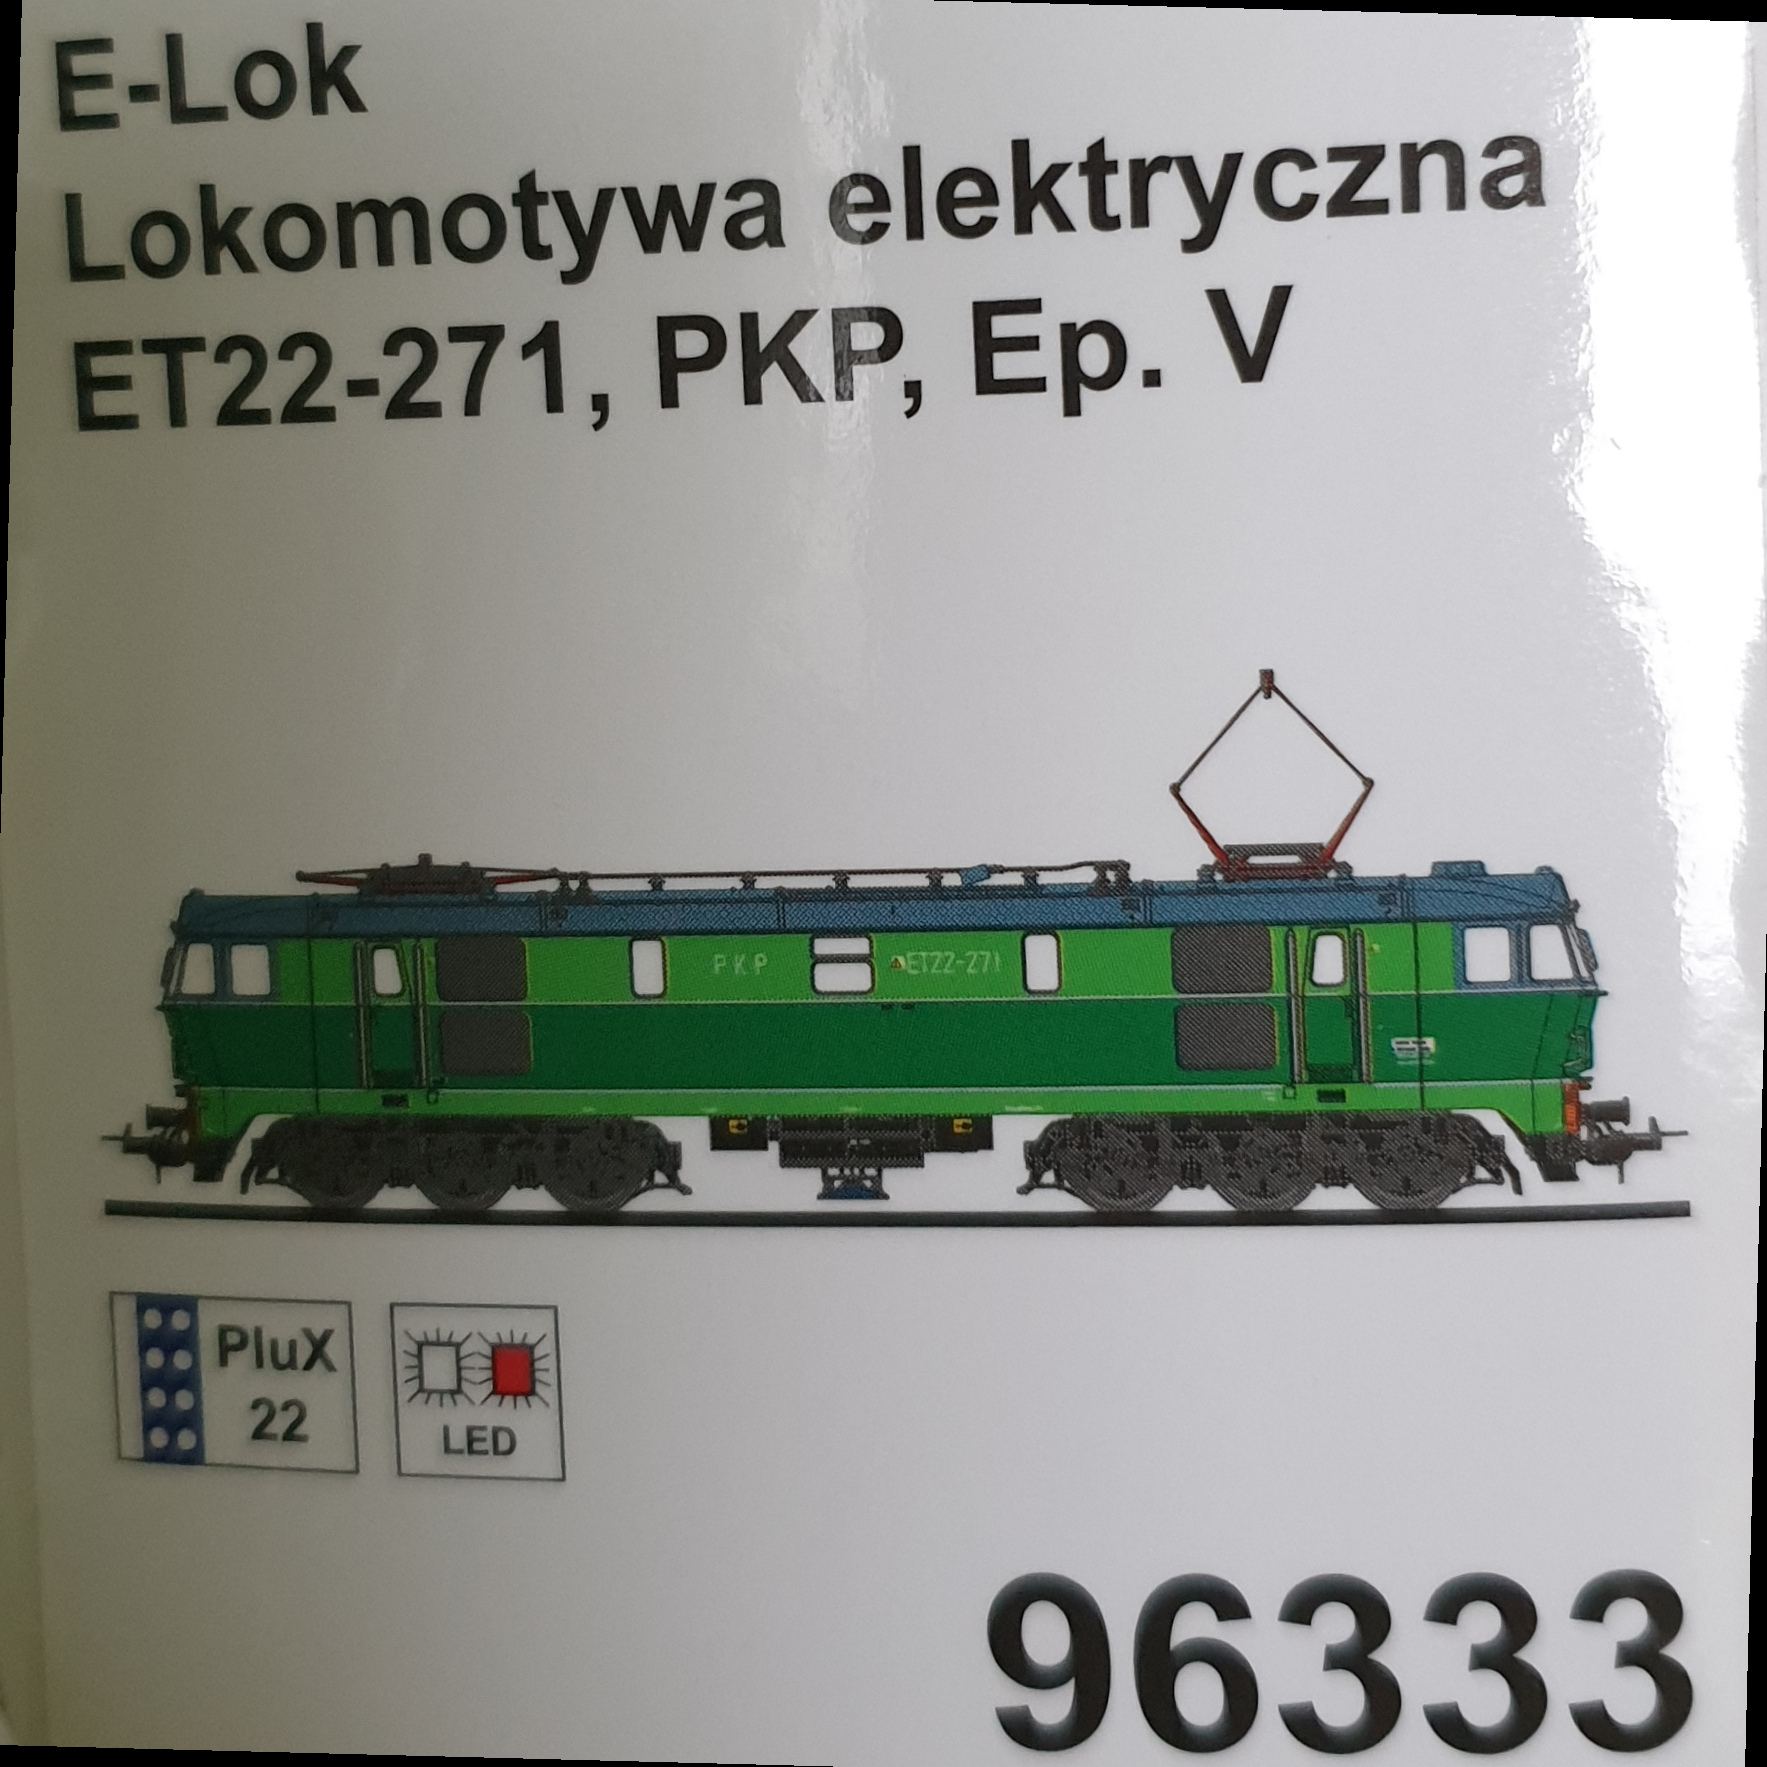 E-Lok
Lokomotywa elektryczna
ET22-271, PKP, Ep. V
PKP
ET22-271
PluX
22
LED
96333